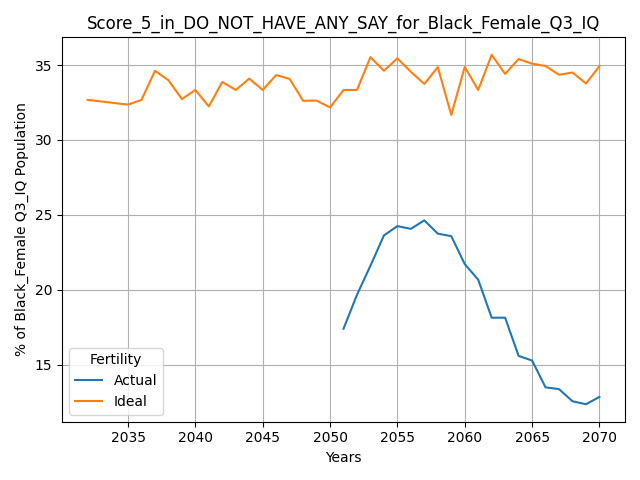 Score_5_in_DO_NOT_HAVE_ANY_SAY_for_Black_Female_Q3_IQ
% of Black_Female Q3_IQ Population
35
30
25
20
15
Fertility
Actual
Ideal
2035 2040 2045 2050 2055 2060 2065 2070
Years